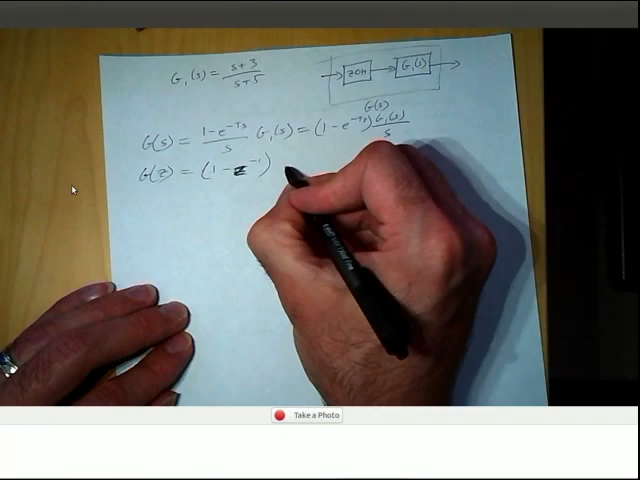 G₁(s) = s+3 / s+5
ZOH
G₁(s)
G(s)
G(s) = 1-e^-Ts / s G₁(s) = (1-e^-Ts) G₁(s) / s
G(z) = (1-z^-1)
Take a Photo